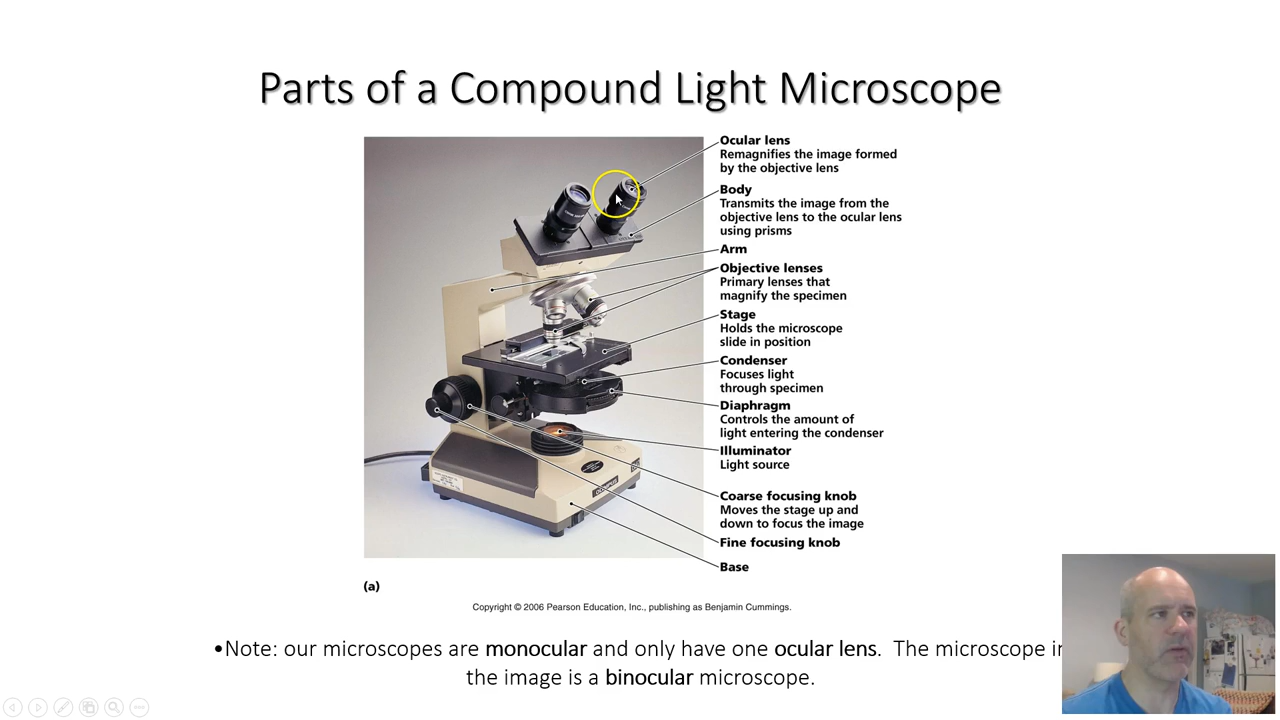 Parts of a Compound Light Microscope
Ocular lens
Remagnifies the image formed
by the objective lens
Body
Transmits the image from the
objective lens to the ocular lens
using prisms
Arm
Objective lenses
Primary lenses that
magnify the specimen
Stage
Holds the microscope
slide in position
Condenser
Focuses light
through specimen
Diaphragm
Controls the amount of
light entering the condenser
Illuminator
Light source
Coarse focusing knob
Moves the stage up and
down to focus the image
Fine focusing knob
Base
OLYMPUS
(a)
Copyright © 2006 Pearson Education, Inc., publishing as Benjamin Cummings.
•Note: our microscopes are monocular and only have one ocular lens. The microscope in
the image is a binocular microscope.